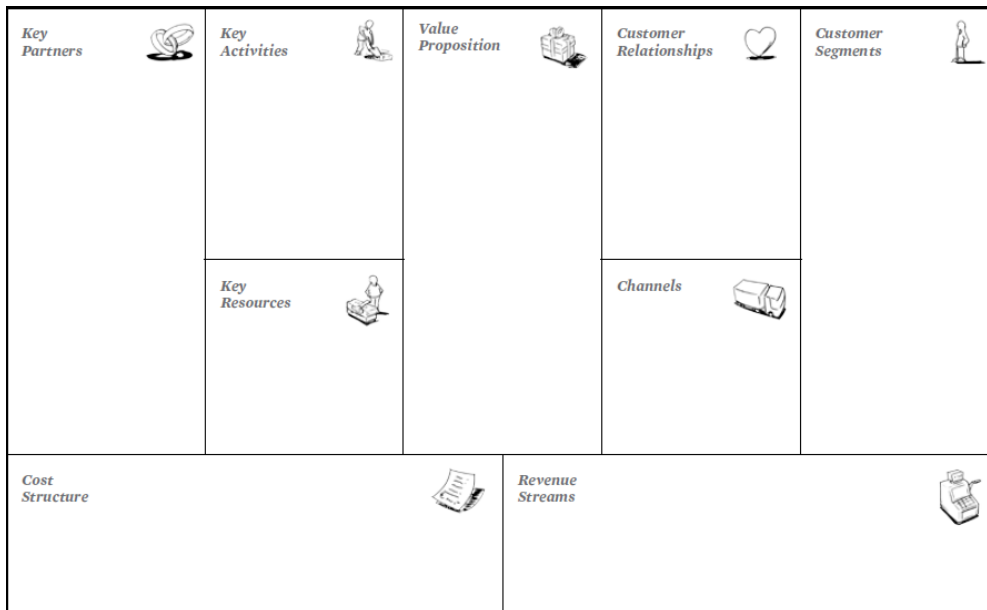 Key
Partners
Key
Activities
Value
Proposition
Customer
Relationships
Customer
Segments
Key
Resources
Channels
Cost
Structure
Revenue
Streams